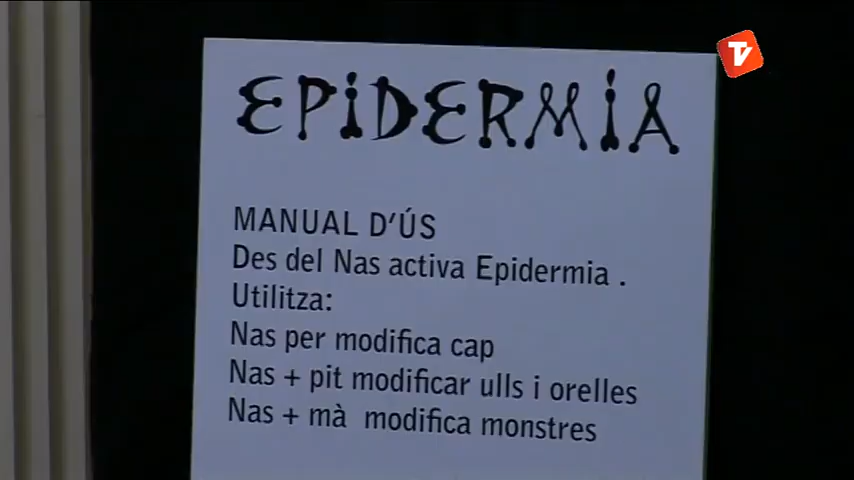 TV
EPIDERMIA
MANUAL D'ÚS
Des del Nas activa Epidermia .
Utilitza:
Nas per modifica cap
Nas + pit modificar ulls i orelles
Nas + mà modifica monstres